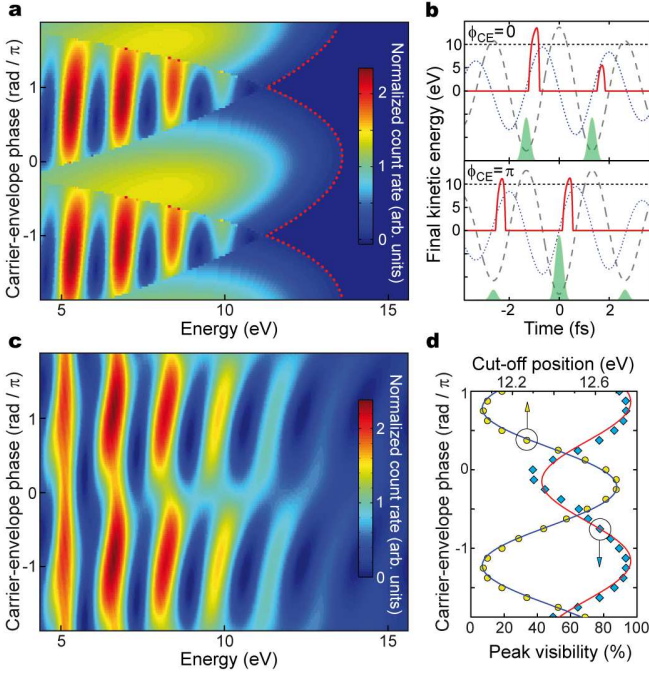 a
Carrier-envelope phase (rad / π)
1
0
-1
5
10
15
Energy (eV)
Normalized count rate (arb. units)
2
1
0
b
ϕCE=0
10
0
ϕCE=π
10
0
Final kinetic energy (eV)
-2
0
2
Time (fs)
c
Carrier-envelope phase (rad / π)
1
0
-1
5
10
15
Energy (eV)
Normalized count rate (arb. units)
2
1
0
d
Cut-off position (eV)
12.2
12.6
Carrier-envelope phase (rad / π)
1
0
-1
0
20
40
60
80
100
Peak visibility (%)